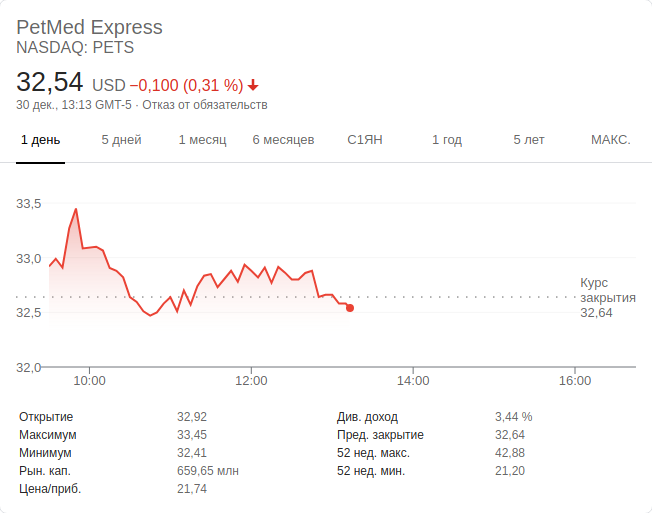 PetMed Express
NASDAQ: PETS
32,54 USD −0,100 (0,31 %)
30 дек., 13:13 GMT-5 · Отказ от обязательств
1 день 5 дней 1 месяц 6 месяцев С1ЯН 1 год 5 лет МАКС.
33,5
33,0
32,5
32,0
Курс
закрытия
32,64
10:00 12:00 14:00 16:00
Открытие 32,92 Див. доход 3,44 %
Максимум 33,45 Пред. закрытие 32,64
Минимум 32,41 52 нед. макс. 42,88
Рын. кап. 659,65 млн 52 нед. мин. 21,20
Цена/приб. 21,74